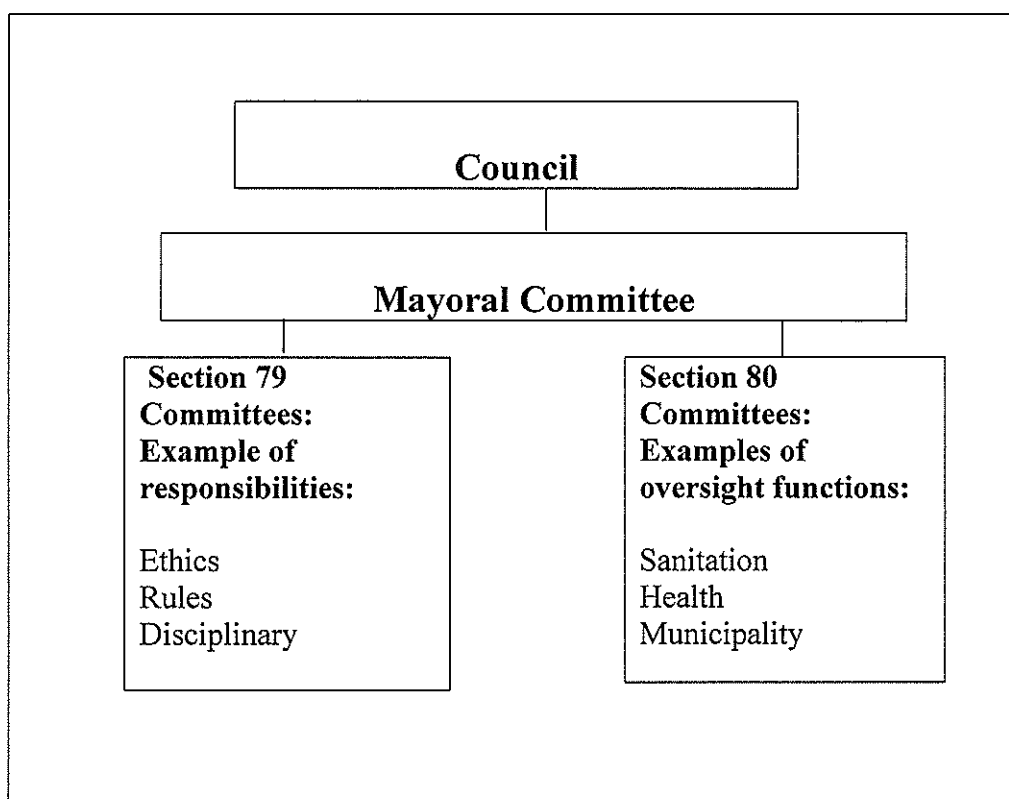 Council
Mayoral Committee
Section 79
Committees:
Example of
responsibilities:
Ethics
Rules
Disciplinary
Section 80
Committees:
Examples of
oversight functions:
Sanitation
Health
Municipality